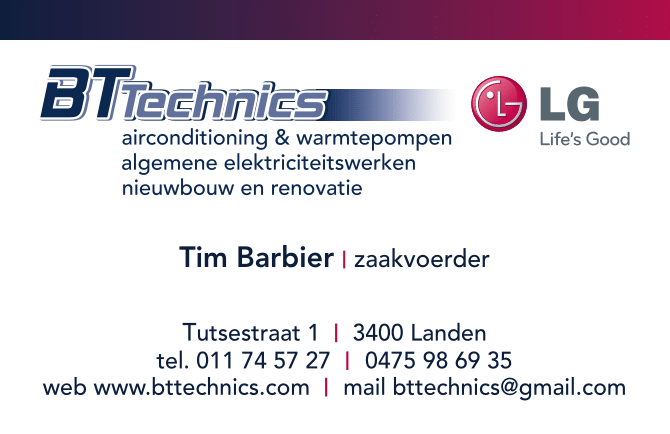 BTTechnics
LG
Life's Good
airconditioning & warmtepompen
algemene elektriciteitswerken
nieuwbouw en renovatie
Tim Barbier | zaakvoerder
Tutsestraat 1 | 3400 Landen
tel. 011 74 57 27 | 0475 98 69 35
web www.bttechnics.com | mail bttechnics@gmail.com